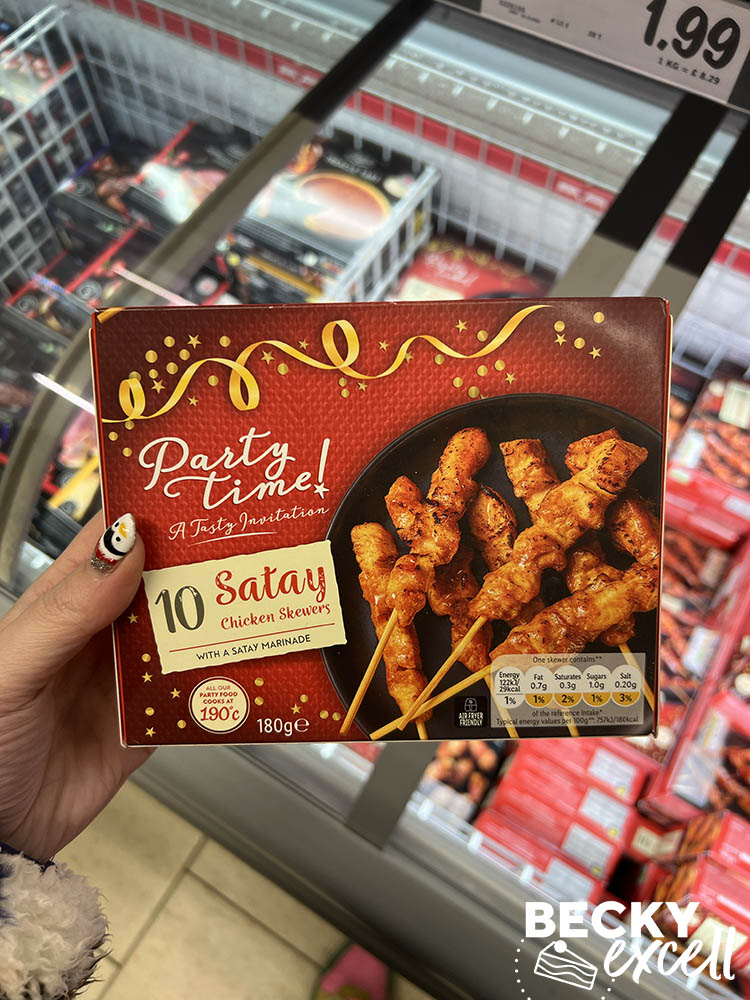 1.99
1 KG = £ 8.29
Party
time!
A Tasty Invitation
10 Satay
Chicken Skewers
WITH A SATAY MARINADE
ALL OUR
PARTY FOOD
COOKS AT
190°c
180g℮
AIR FRYER
FRIENDLY
One skewer contains**
Energy Fat Saturates Sugars Salt
122kJ 0.7g 0.3g 1.0g 0.20g
29kcal
1% 1% 2% 1% 3%
of the reference intake*
Typical energy values per 100g**: 757kJ/180kcal
BECKY
excell